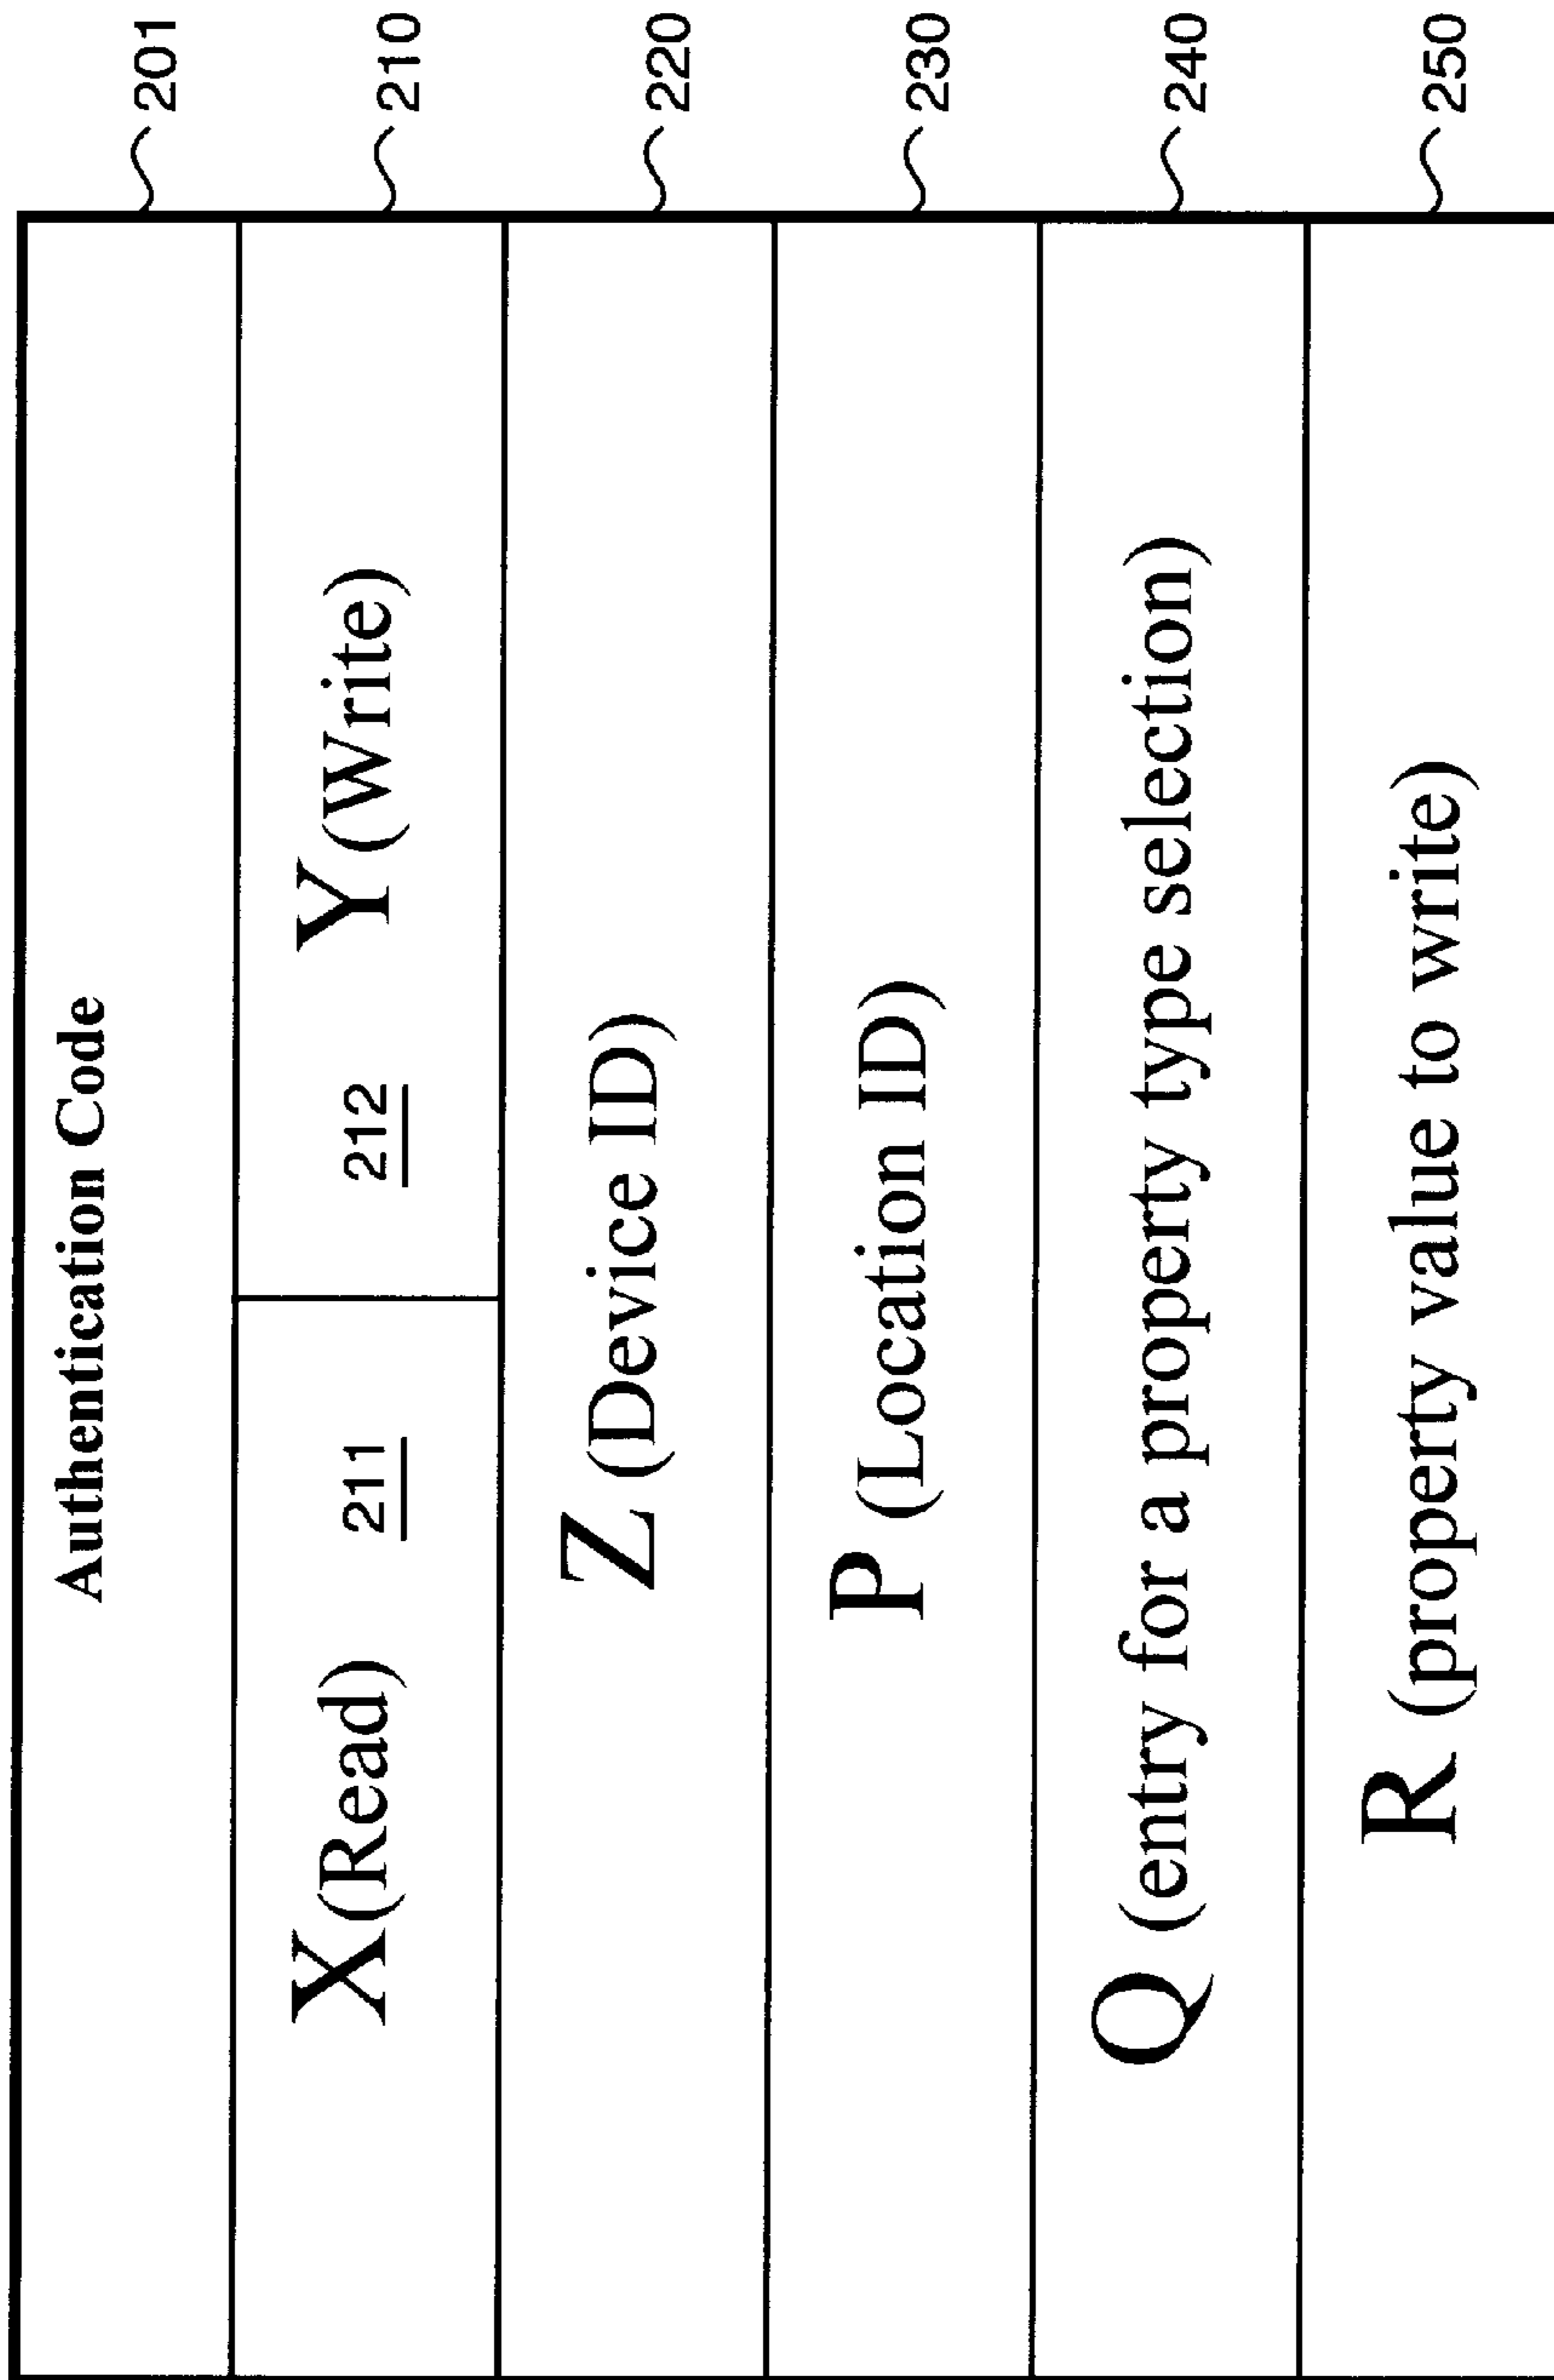 Authentication Code 201
X(Read) 211 212 Y(Write) 210
Z (Device ID) 220
P (Location ID) 230
Q (entry for a property type selection) 240
R (property value to write) 250